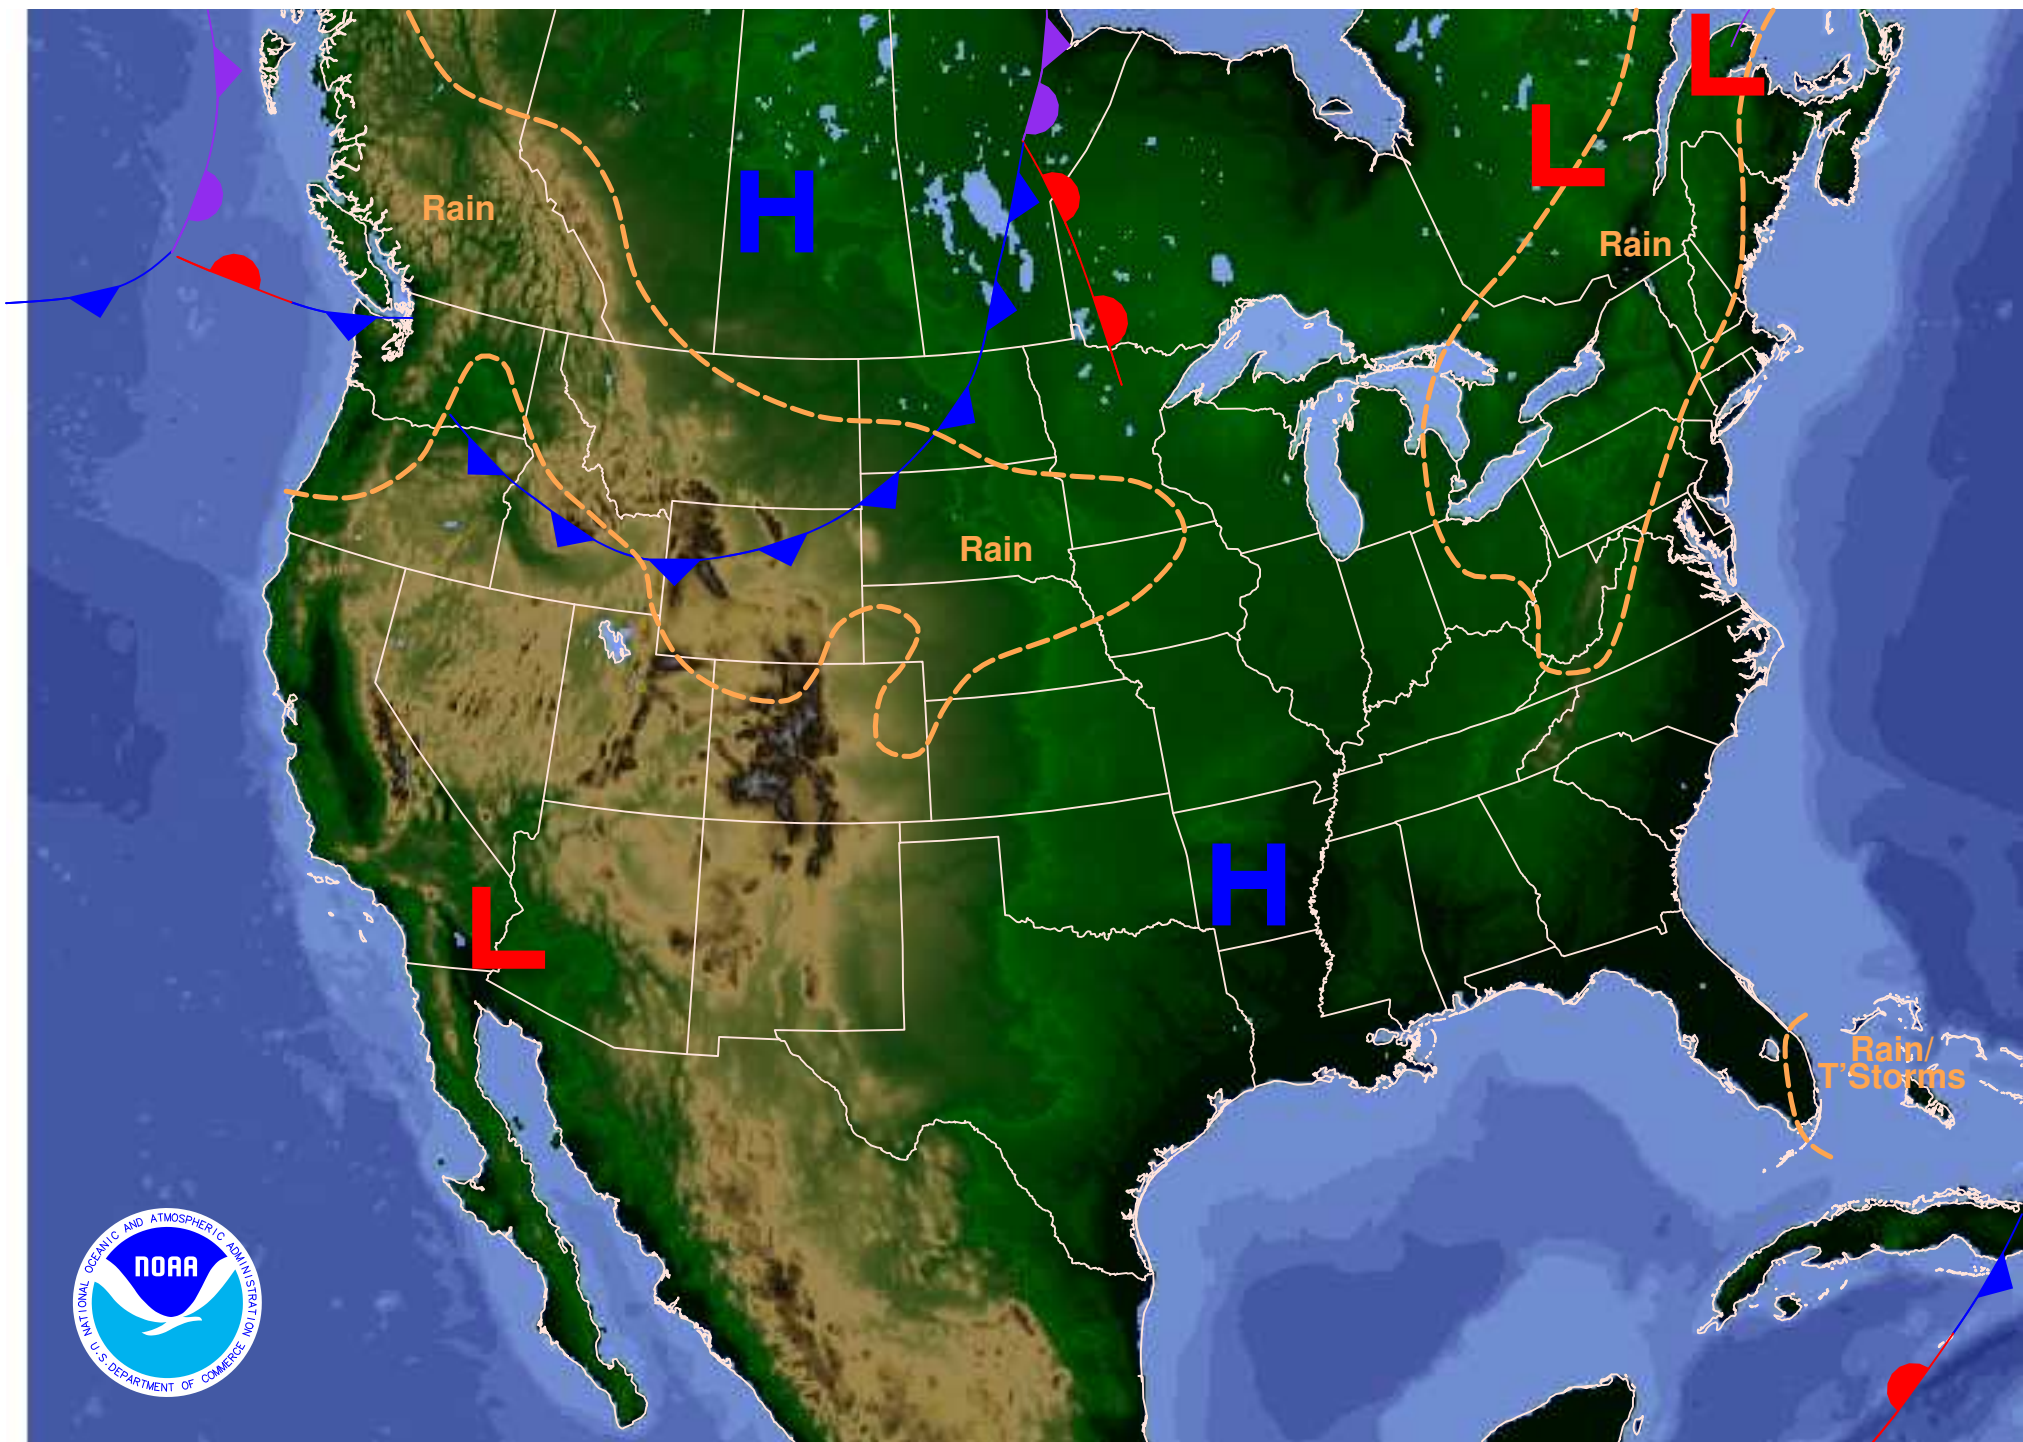 L
L
H
Rain
Rain
Rain
H
L
Rain/
T'Storms
NATIONAL OCEANIC AND ATMOSPHERIC ADMINISTRATION
NOAA
U.S. DEPARTMENT OF COMMERCE